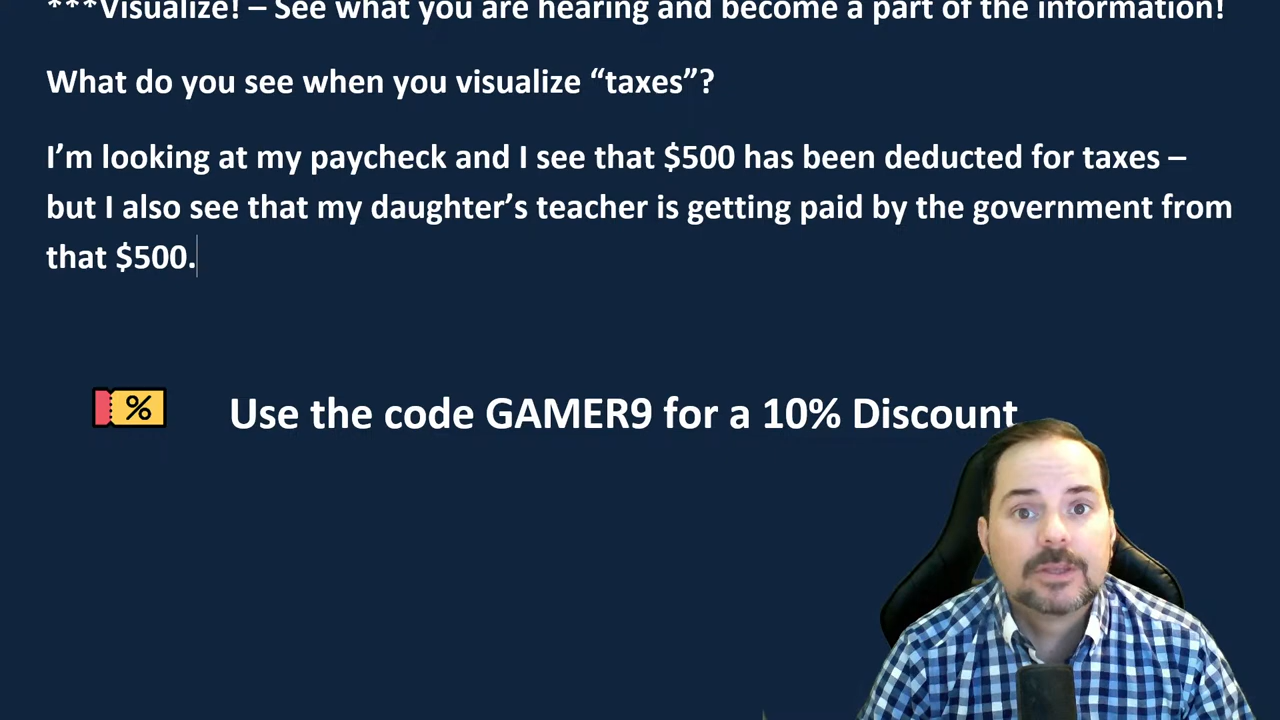 ***Visualize! – See what you are hearing and become a part of the information!
What do you see when you visualize “taxes”?
I’m looking at my paycheck and I see that $500 has been deducted for taxes –
but I also see that my daughter’s teacher is getting paid by the government from
that $500.
%
Use the code GAMER9 for a 10% Discount